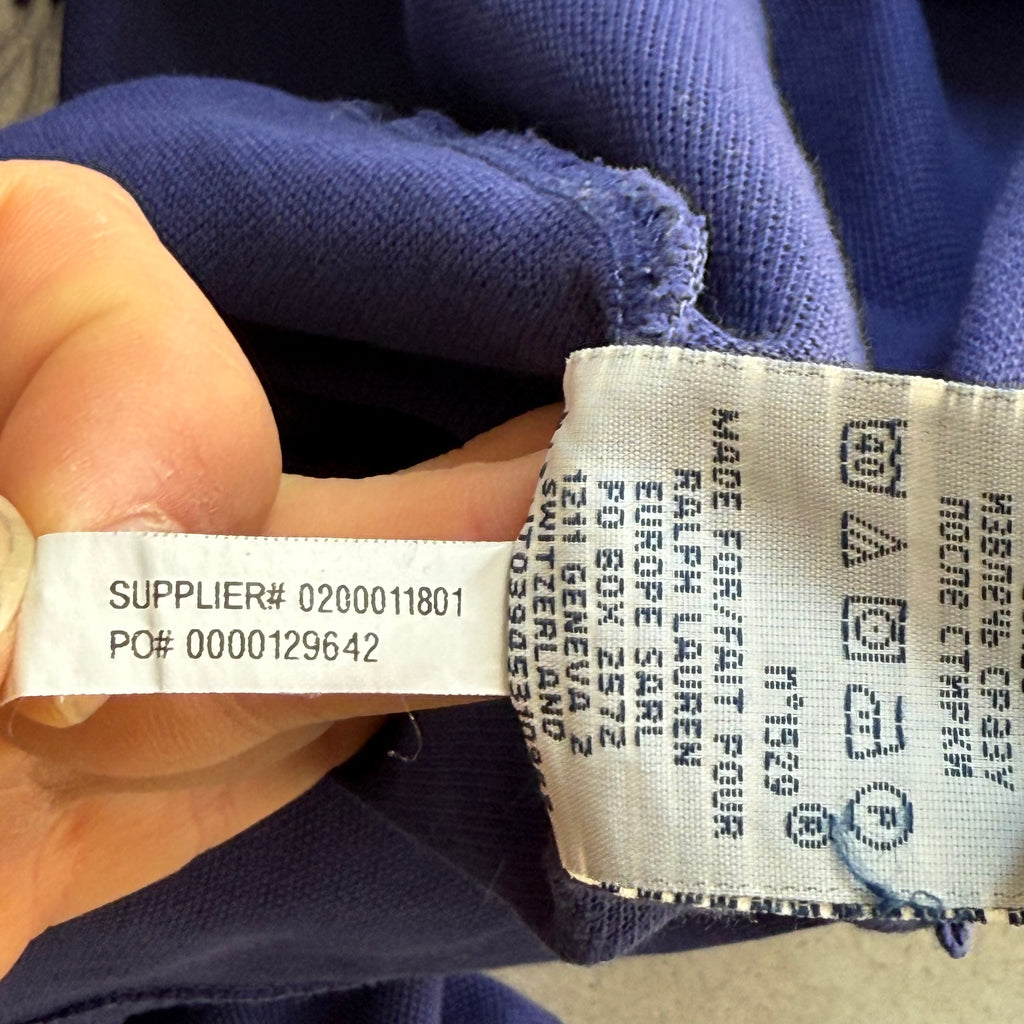 SUPPLIER# 0200011801
PO# 0000129642
MADE FOR/FAIT POUR
RALPH LAUREN
EUROPE SARL
PO BOX 2572
1211 GENEVA 2
SWITZERLAND
40
P